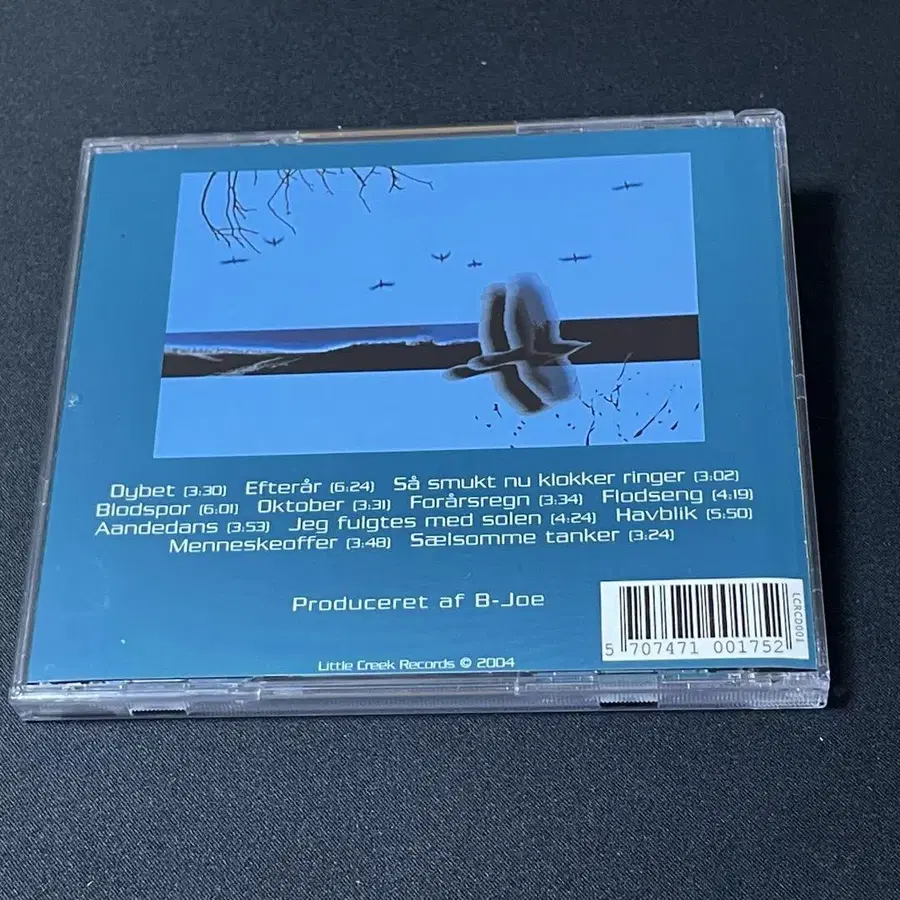 Dybet (3:30) Efterår (6:24) Så smukt nu klokker ringer (3:02)
Blodspor (6:01) Oktober (3:31) Forårsregn (3:34) Flodseng (4:19)
Aandedans (3:53) Jeg fulgtes med solen (4:24) Havblik (5:50)
Menneskeoffer (3:48) Sælsomme tanker (3:24)
Produceret af B-Joe
LCRCD001
5 707471 001752
Little Creek Records © 2004